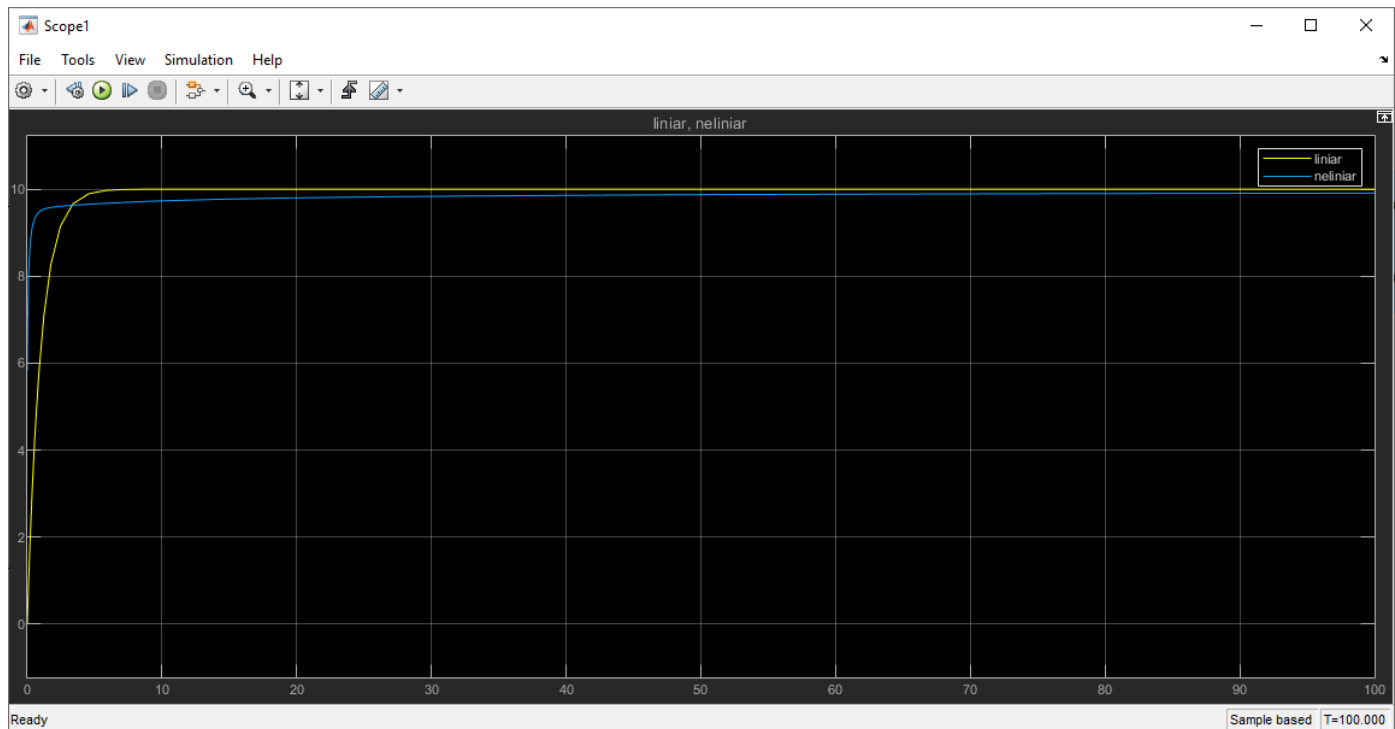 Scope1
File Tools View Simulation Help
liniar, neliniar
liniar
neliniar
10
8
6
4
2
0
0 10 20 30 40 50 60 70 80 90 100
Ready Sample based T=100.000